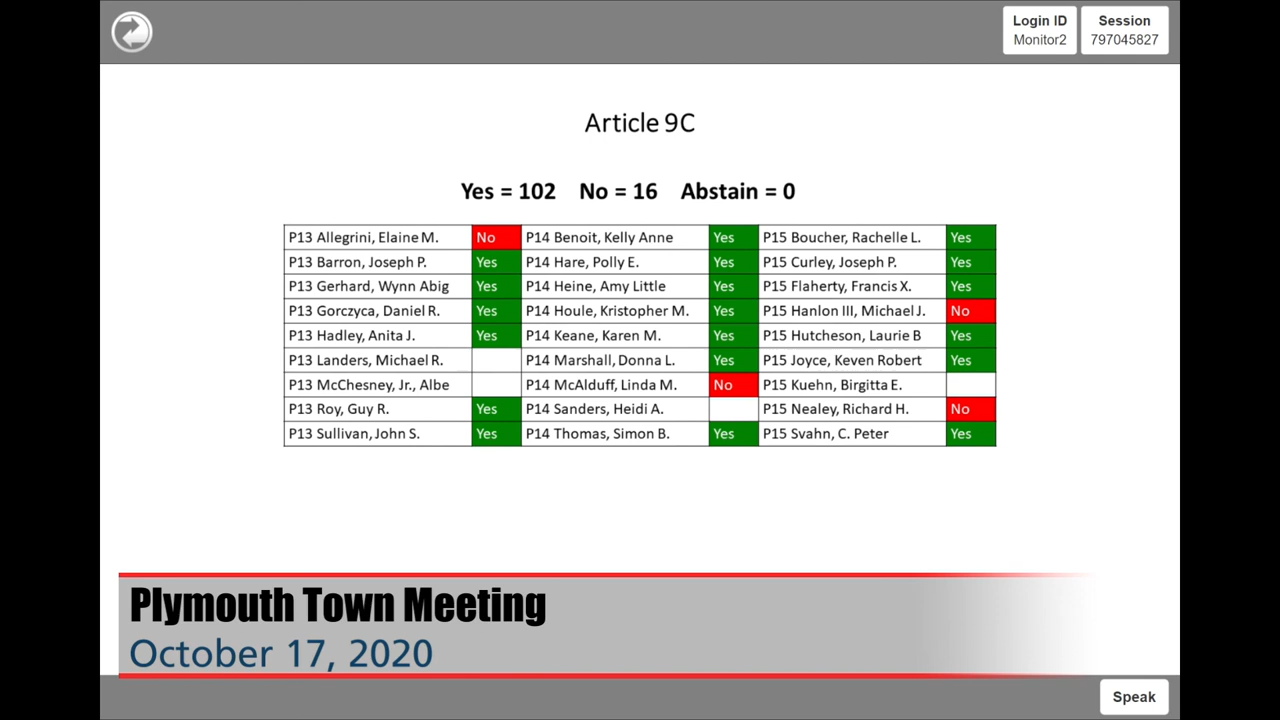 Login ID Session
Monitor2 797045827
Article 9C
Yes = 102 No = 16 Abstain = 0
P13 Allegrini, Elaine M. No P14 Benoit, Kelly Anne Yes P15 Boucher, Rachelle L. Yes
P13 Barron, Joseph P. Yes P14 Hare, Polly E. Yes P15 Curley, Joseph P. Yes
P13 Gerhard, Wynn Abig Yes P14 Heine, Amy Little Yes P15 Flaherty, Francis X. Yes
P13 Gorczyca, Daniel R. Yes P14 Houle, Kristopher M. Yes P15 Hanlon III, Michael J. No
P13 Hadley, Anita J. Yes P14 Keane, Karen M. Yes P15 Hutcheson, Laurie B Yes
P13 Landers, Michael R. P14 Marshall, Donna L. Yes P15 Joyce, Keven Robert Yes
P13 McChesney, Jr., Albe P14 McAlduff, Linda M. No P15 Kuehn, Birgitta E.
P13 Roy, Guy R. Yes P14 Sanders, Heidi A. P15 Nealey, Richard H. No
P13 Sullivan, John S. Yes P14 Thomas, Simon B. Yes P15 Svahn, C. Peter Yes
Plymouth Town Meeting
October 17, 2020
Speak